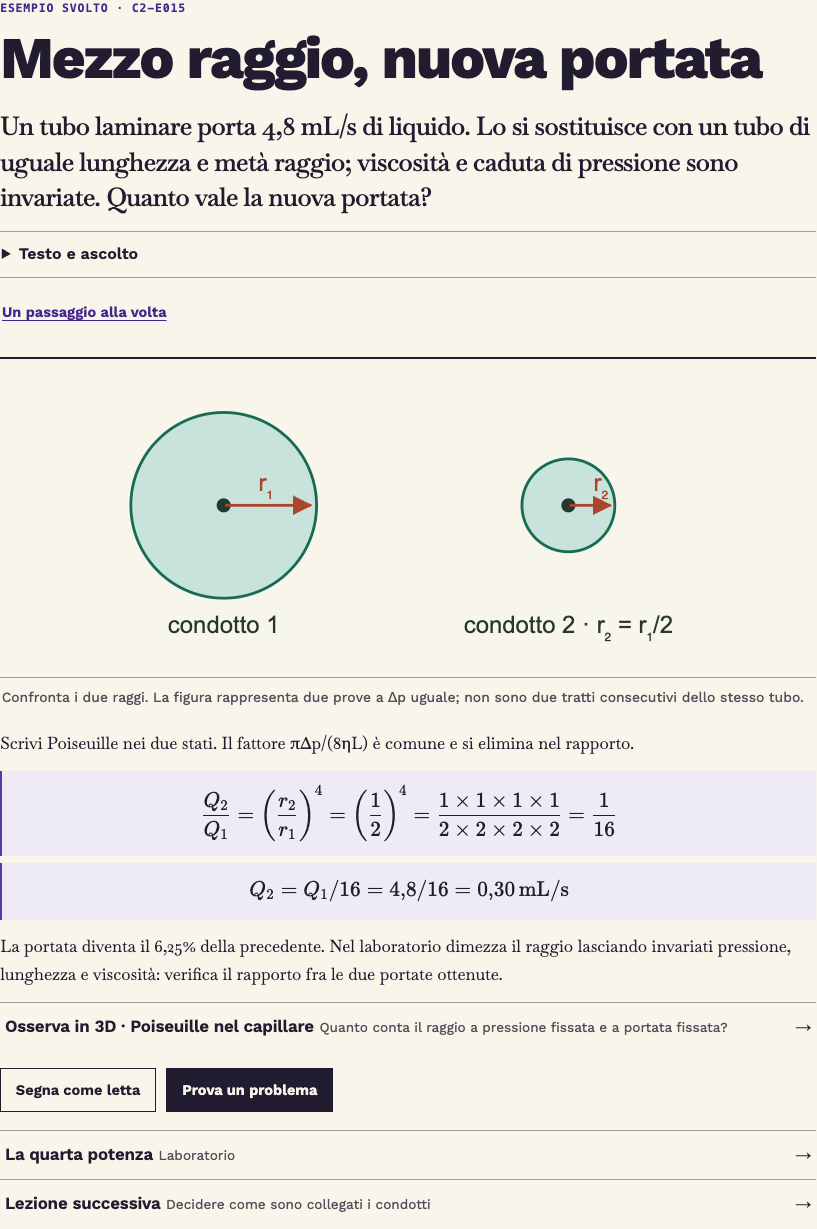 ESEMPIO SVOLTO · C2-E015
Mezzo raggio, nuova portata
Un tubo laminare porta 4,8 mL/s di liquido. Lo si sostituisce con un tubo di
uguale lunghezza e metà raggio; viscosità e caduta di pressione sono
invariate. Quanto vale la nuova portata?
▶ Testo e ascolto
Un passaggio alla volta
r₁
r₂
condotto 1
condotto 2 · r₂ = r₁/2
Confronta i due raggi. La figura rappresenta due prove a Δp uguale; non sono due tratti consecutivi dello stesso tubo.
Scrivi Poiseuille nei due stati. Il fattore πΔp/(8ηL) è comune e si elimina nel rapporto.
Q₂/Q₁ = (r₂/r₁)⁴ = (1/2)⁴ = (1 × 1 × 1 × 1)/(2 × 2 × 2 × 2) = 1/16
Q₂ = Q₁/16 = 4,8/16 = 0,30 mL/s
La portata diventa il 6,25% della precedente. Nel laboratorio dimezza il raggio lasciando invariati pressione,
lunghezza e viscosità: verifica il rapporto fra le due portate ottenute.
Osserva in 3D · Poiseuille nel capillare Quanto conta il raggio a pressione fissata e a portata fissata? →
Segna come letta
Prova un problema
La quarta potenza Laboratorio →
Lezione successiva Decidere come sono collegati i condotti →